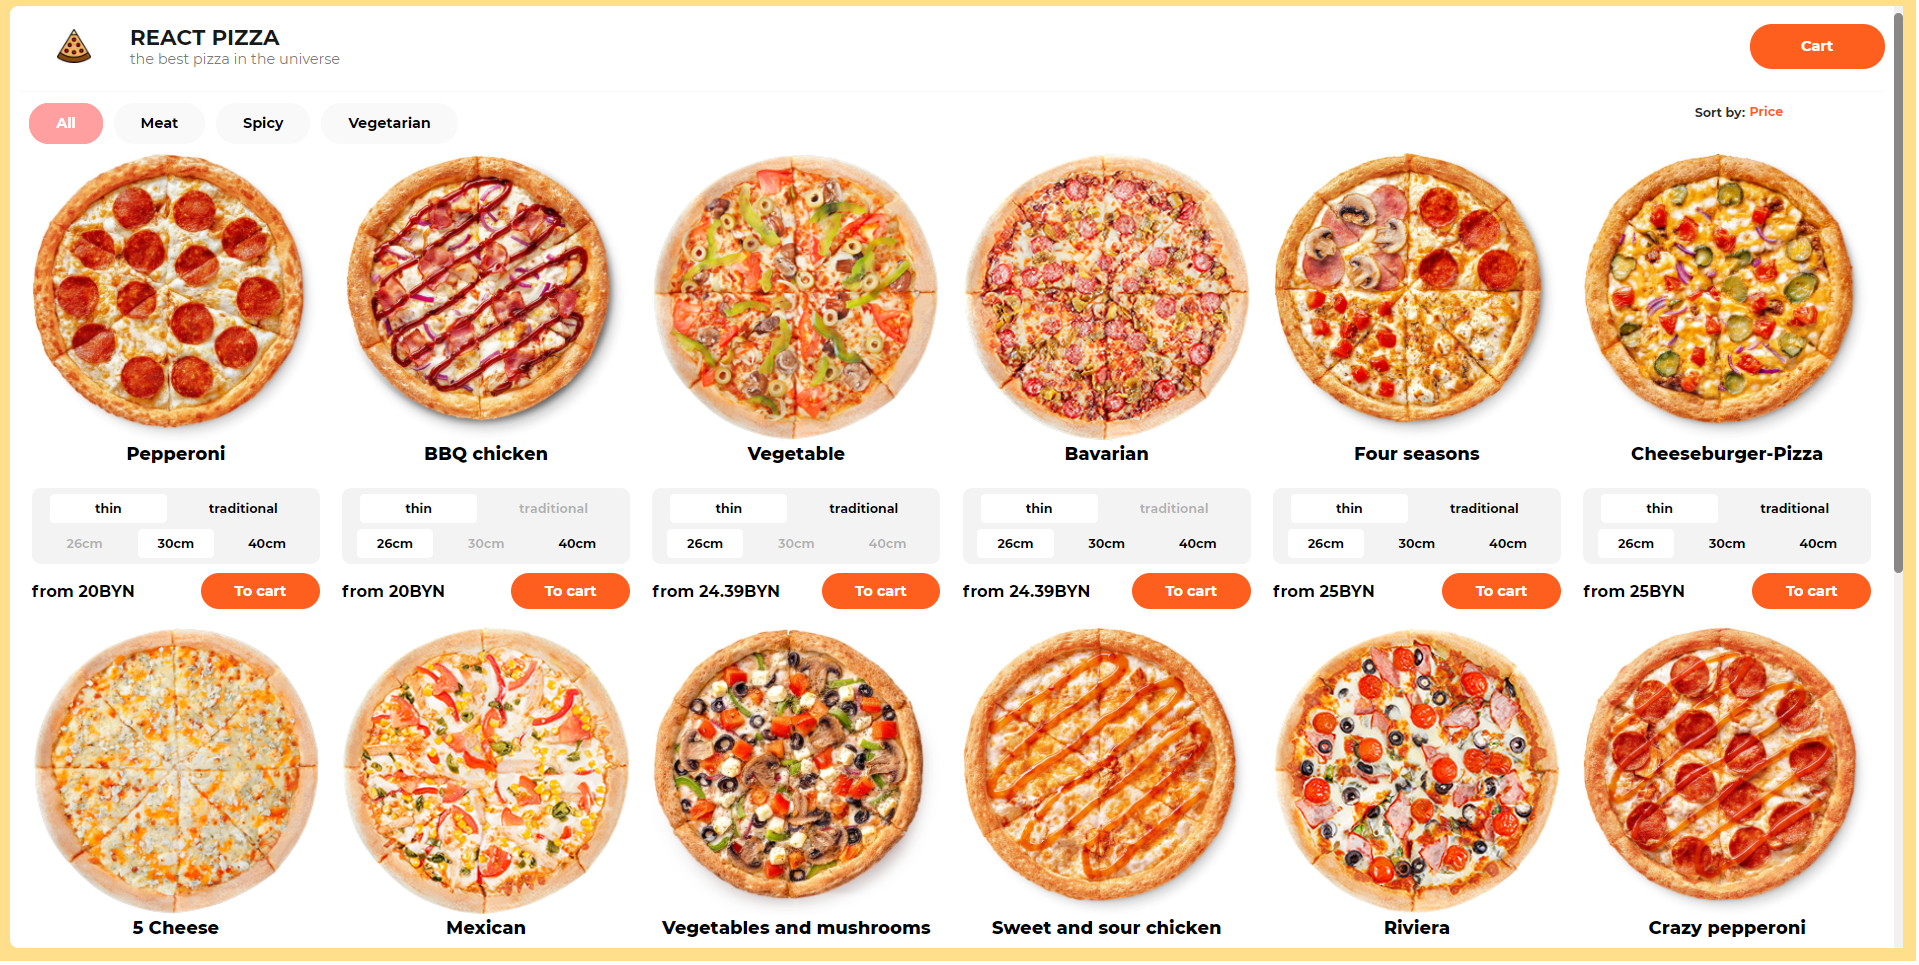 REACT PIZZA
the best pizza in the universe
Cart
All Meat Spicy Vegetarian
Sort by: Price
Pepperoni BBQ chicken Vegetable Bavarian Four seasons Cheeseburger-Pizza
thin traditional thin traditional thin traditional thin traditional thin traditional thin traditional
26cm 30cm 40cm 26cm 30cm 40cm 26cm 30cm 40cm 26cm 30cm 40cm 26cm 30cm 40cm 26cm 30cm 40cm
from 20BYN To cart from 20BYN To cart from 24.39BYN To cart from 24.39BYN To cart from 25BYN To cart from 25BYN To cart
5 Cheese Mexican Vegetables and mushrooms Sweet and sour chicken Riviera Crazy pepperoni